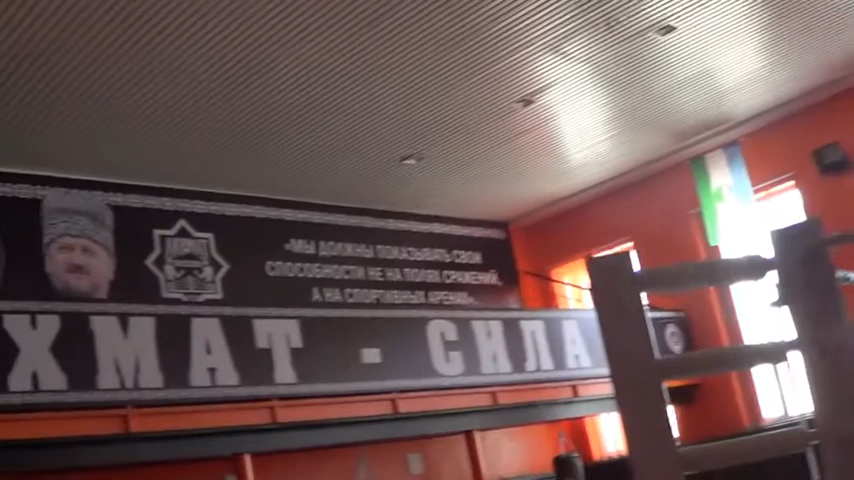 «МЫ ДОЛЖНЫ ПОКАЗЫВАТЬ СВОИ
СПОСОБНОСТИ НЕ НА ПОЛЯХ СРАЖЕНИЙ,
А НА СПОРТИВНЫХ АРЕНАХ».
ХМАТ - СИЛА